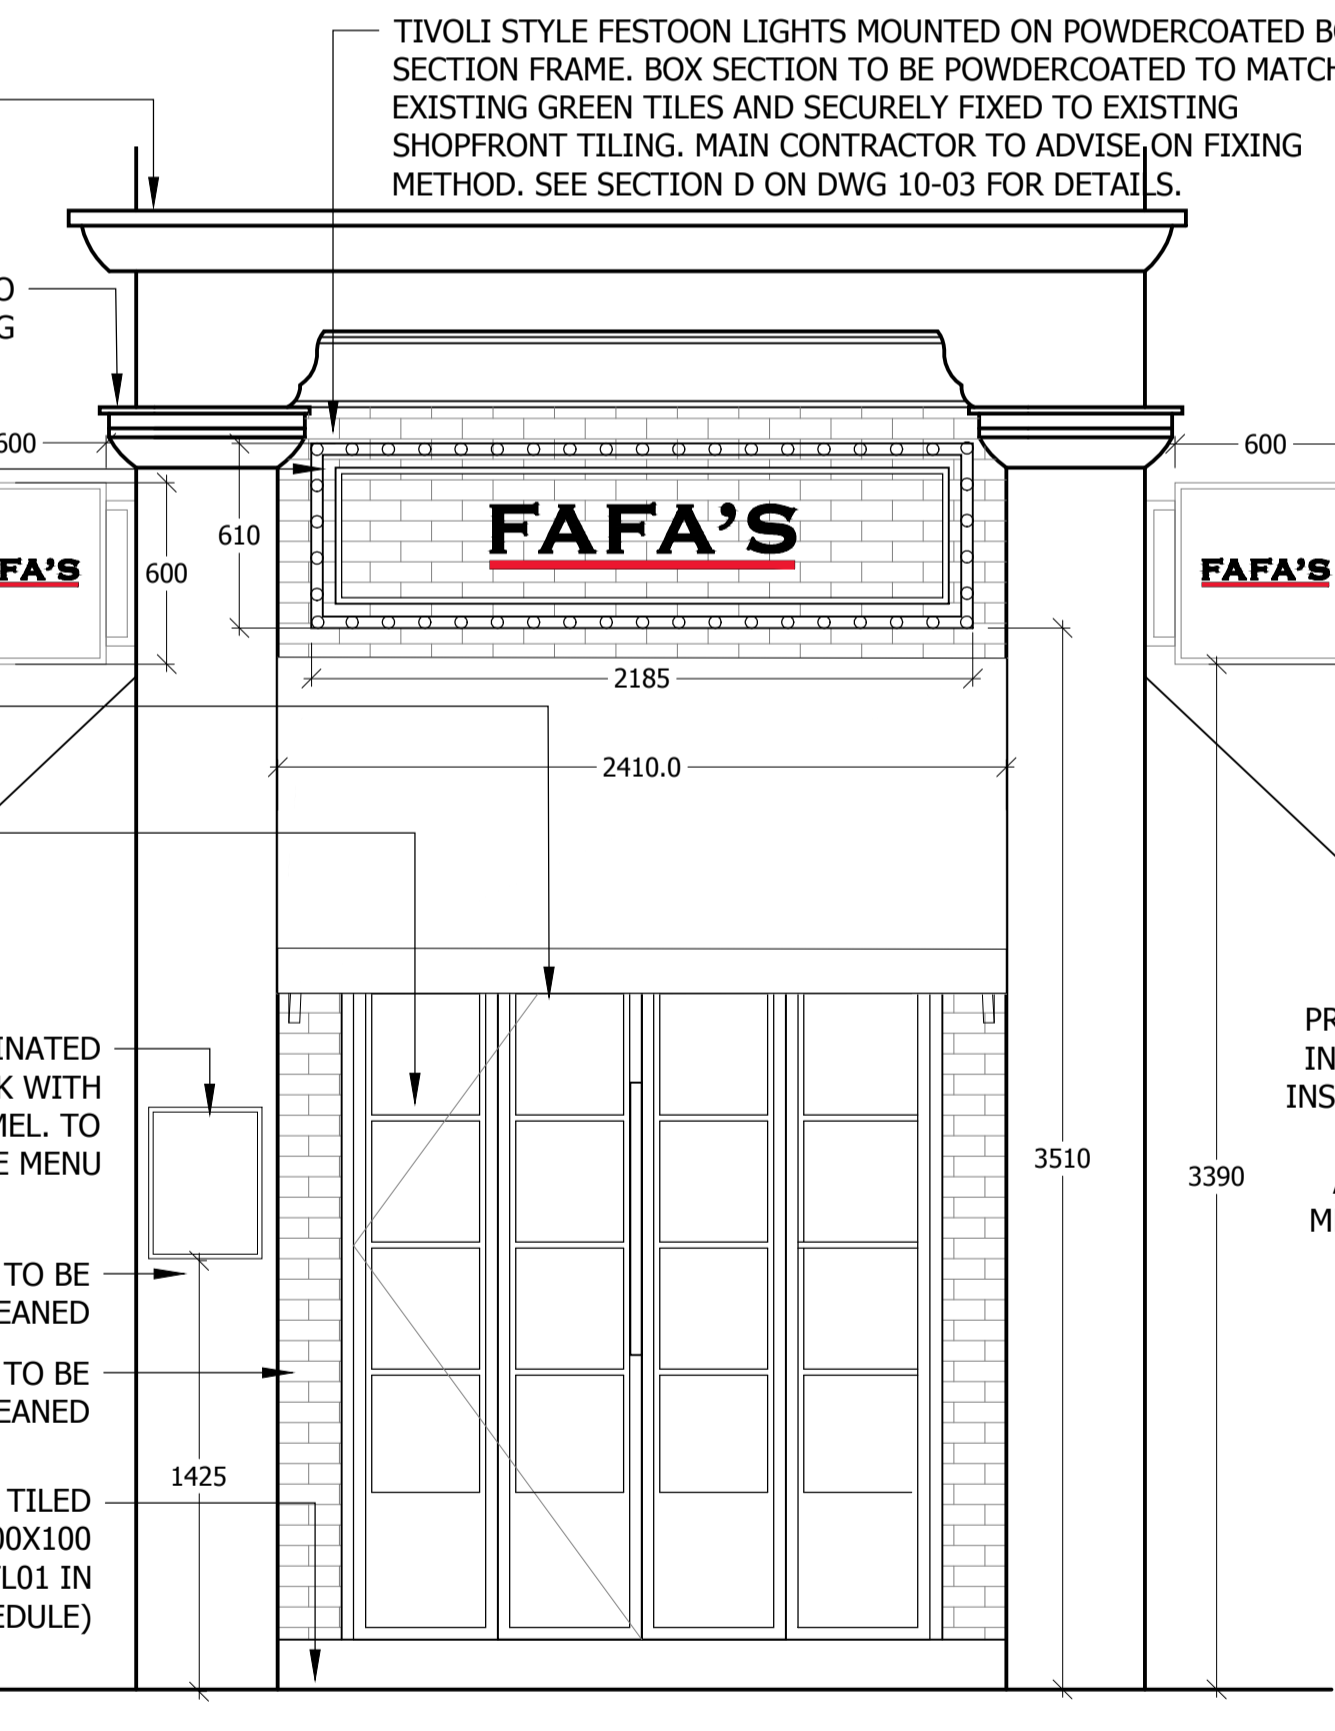 TIVOLI STYLE FESTOON LIGHTS MOUNTED ON POWDERCOATED
SECTION FRAME. BOX SECTION TO BE POWDERCOATED TO MATCH
EXISTING GREEN TILES AND SECURELY FIXED TO EXISTING
SHOPFRONT TILING. MAIN CONTRACTOR TO ADVISE ON FIXING
METHOD. SEE SECTION D ON DWG 10-03 FOR DETAILS.
600
600
610
FAFA'S
600
FA'S
FAFA'S
2185
2410.0
INATED
K WITH
MEL. TO
E MENU
PR
IN
INS
M
3510
3390
TO BE
EANED
TO BE
EANED
1425
TILED
00X100
L01 IN
EDULE)